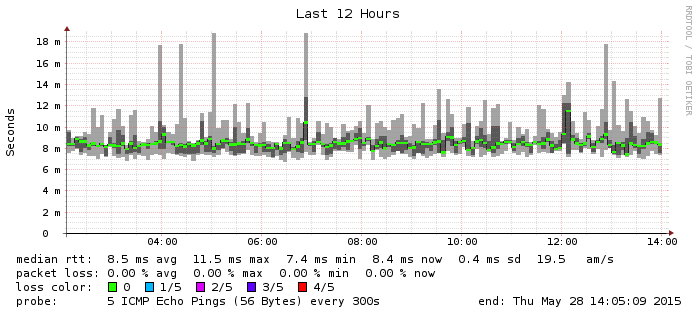 Last 12 Hours
RRDTOOL / TOBI OETIKER
Seconds
18 m
16 m
14 m
12 m
10 m
8 m
6 m
4 m
2 m
0
04:00 06:00 08:00 10:00 12:00 14:00
median rtt: 8.5 ms avg 11.5 ms max 7.4 ms min 8.4 ms now 0.4 ms sd 19.5 am/s
packet loss: 0.00 % avg 0.00 % max 0.00 % min 0.00 % now
loss color: 0 1/5 2/5 3/5 4/5
probe: 5 ICMP Echo Pings (56 Bytes) every 300s end: Thu May 28 14:05:09 2015